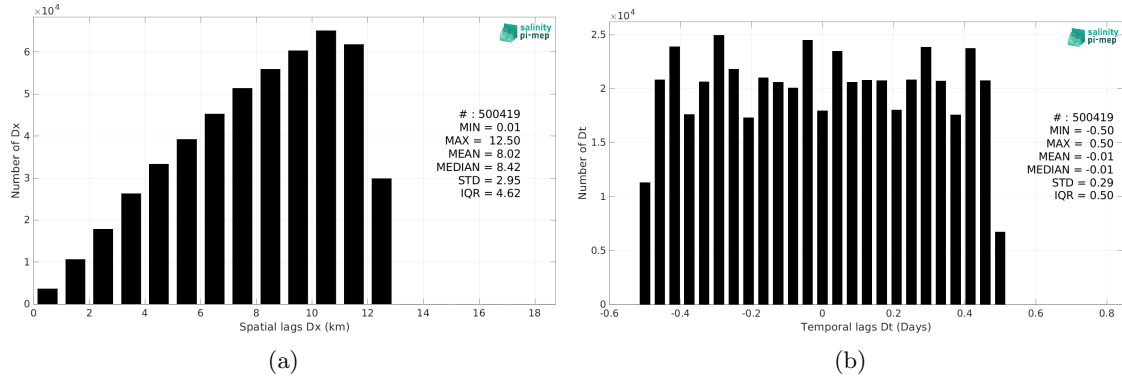 ×10⁴
6
5
4
3
2
1
0
Number of Dx
0 2 4 6 8 10 12 14 16 18
Spatial lags Dx (km)
salinity
pi-mep
# : 500419
MIN = 0.01
MAX = 12.50
MEAN = 8.02
MEDIAN = 8.42
STD = 2.95
IQR = 4.62
(a)
×10⁴
2.5
2
1.5
1
0.5
0
Number of Dt
-0.6 -0.4 -0.2 0 0.2 0.4 0.6 0.8
Temporal lags Dt (Days)
salinity
pi-mep
# : 500419
MIN = -0.50
MAX = 0.50
MEAN = -0.01
MEDIAN = -0.01
STD = 0.29
IQR = 0.50
(b)